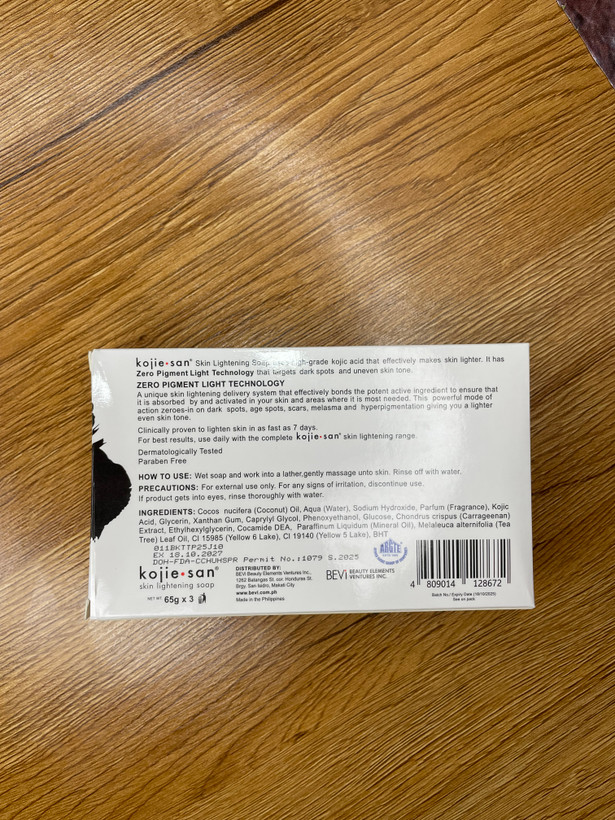 kojie•san® Skin Lightening Soap high-grade kojic acid that effectively makes skin lighter. It has
Zero Pigment Light Technology that targets dark spots and uneven skin tone.
ZERO PIGMENT LIGHT TECHNOLOGY
A unique skin lightening delivery system that effectively bonds the potent active ingredient to ensure that
it is absorbed by and activated in your skin and areas where it is most needed. This powerful mode of
action zeroes-in on dark spots, age spots, scars, melasma and hyperpigmentation giving you a lighter
even skin tone.
Clinically proven to lighten skin in as fast as 7 days.
For best results, use daily with the complete kojie•san® skin lightening range.
Dermatologically Tested
Paraben Free
HOW TO USE: Wet soap and work into a lather,gently massage unto skin. Rinse off with water.
PRECAUTIONS: For external use only. For any signs of irritation, discontinue use.
If product gets into eyes, rinse thoroughly with water.
INGREDIENTS: Cocos nucifera (Coconut) Oil, Aqua (Water), Sodium Hydroxide, Parfum (Fragrance), Kojic
Acid, Glycerin, Xanthan Gum, Caprylyl Glycol, Phenoxyethanol, Glucose, Chondrus crispus (Carrageenan)
Extract, Ethylhexylglycerin, Cocamide DEA, Paraffinum Liquidum (Mineral Oil), Melaleuca alternifolia (Tea
Tree) Leaf Oil, CI 15985 (Yellow 6 Lake), CI 19140 (Yellow 5 Lake), BHT
011BKTTP25J10
EX 18.10.2027
DOH-FDA-CCHUHSPR Permit No.:1079 S.2025
kojie•san®
skin lightening soap
NET WT. 65g x 3
DISTRIBUTED BY:
BEVI Beauty Elements Ventures Inc.,
1262 Batangas St. cor. Honduras St.
Brgy. San Isidro, Makati City
www.bevi.com.ph
Made in the Philippines
BEVI BEAUTY ELEMENTS
VENTURES INC.
4 809014 128672
See on pack